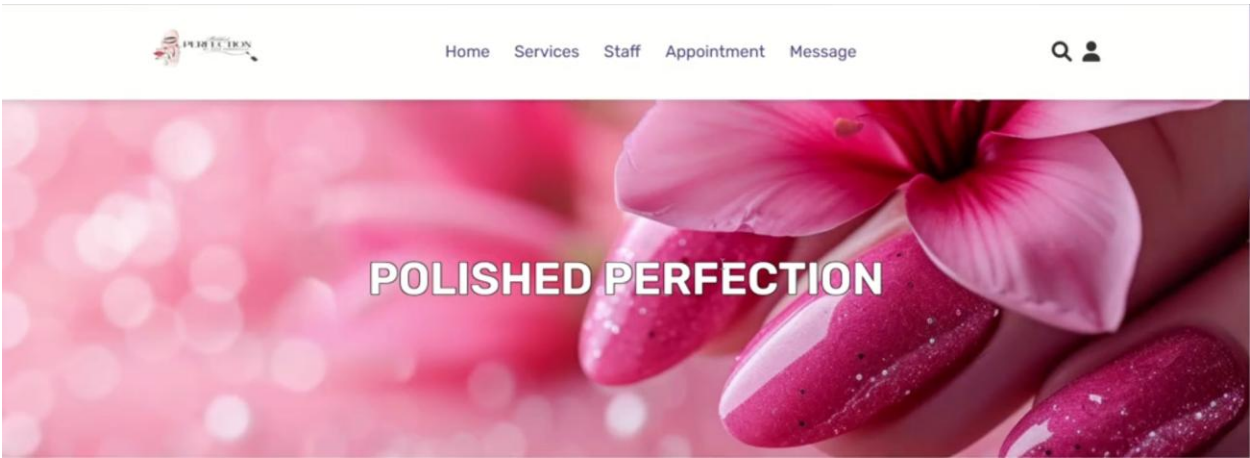 PERFECTION
Home Services Staff Appointment Message
POLISHED PERFECTION